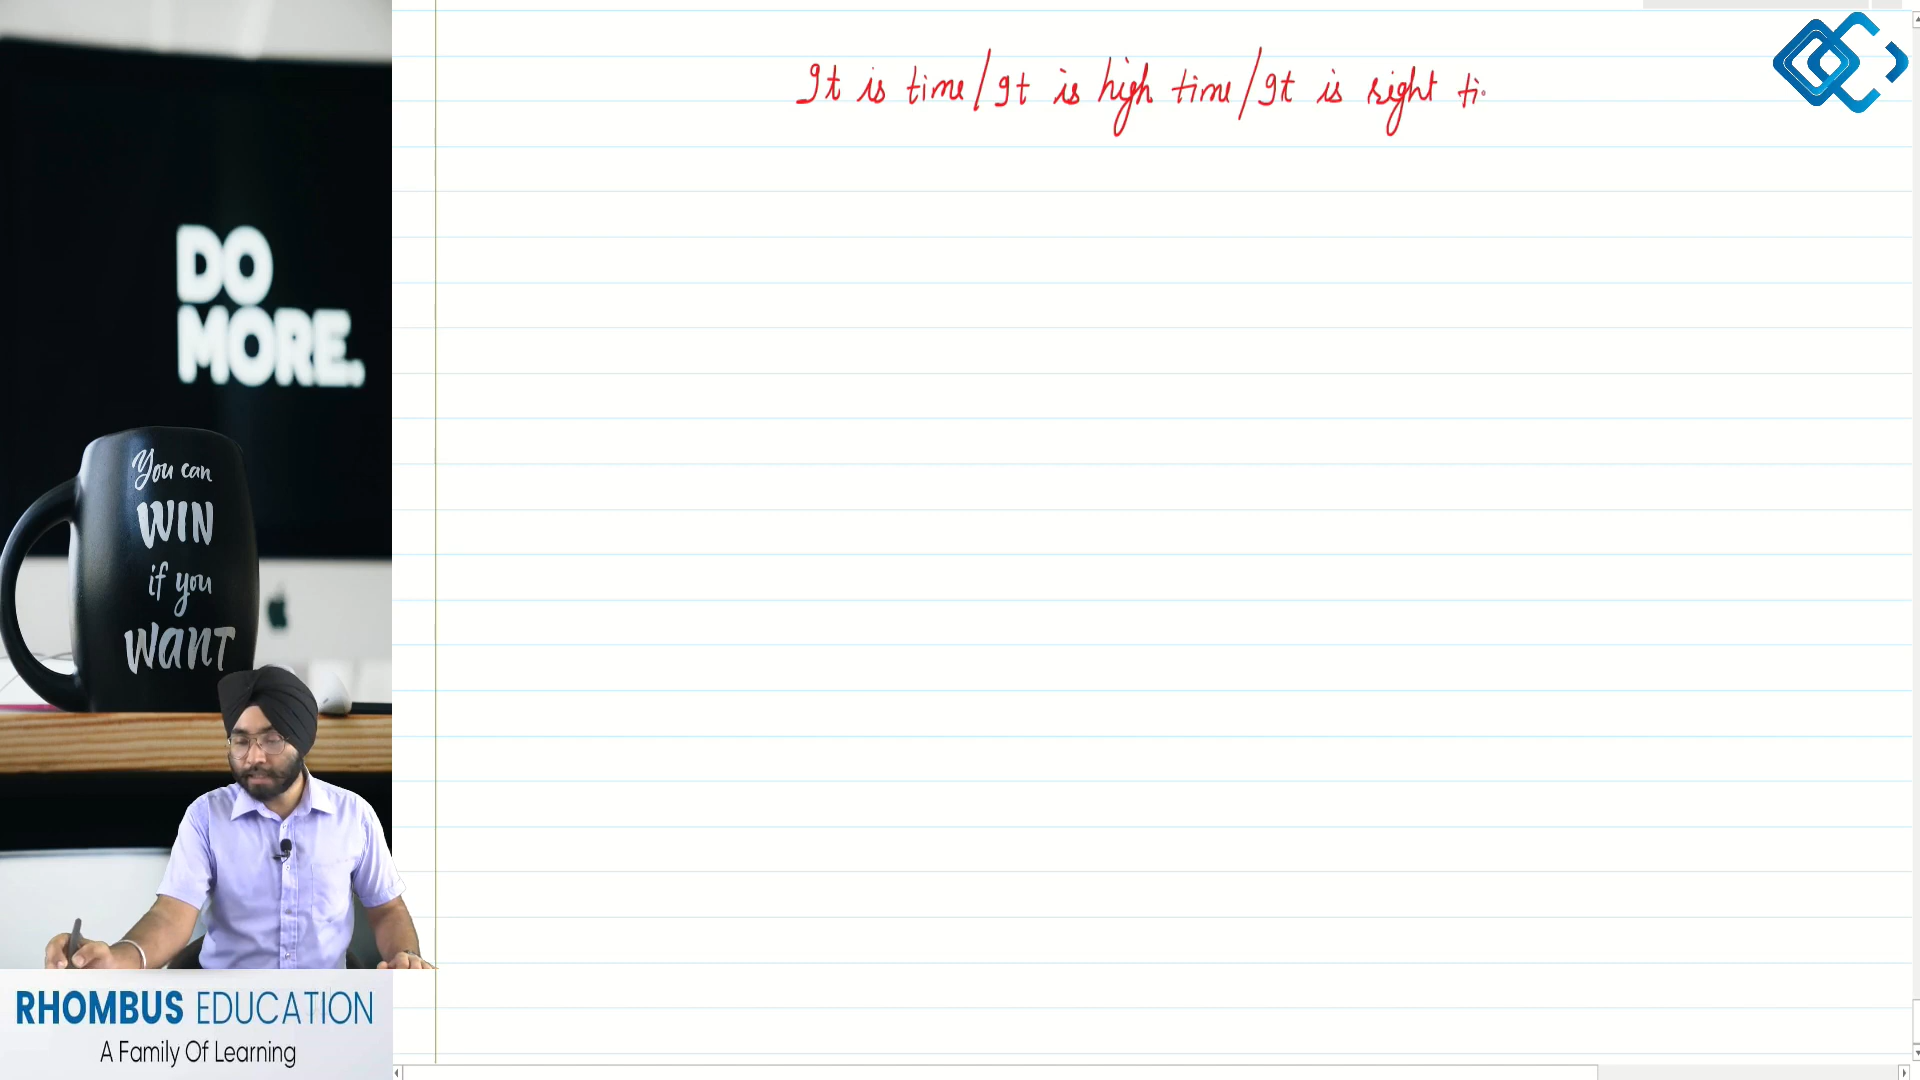 It is time/It is high time/It is right ti
DO
MORE.
You can
WIN
if you
WANT
RHOMBUS EDUCATION
A Family Of Learning